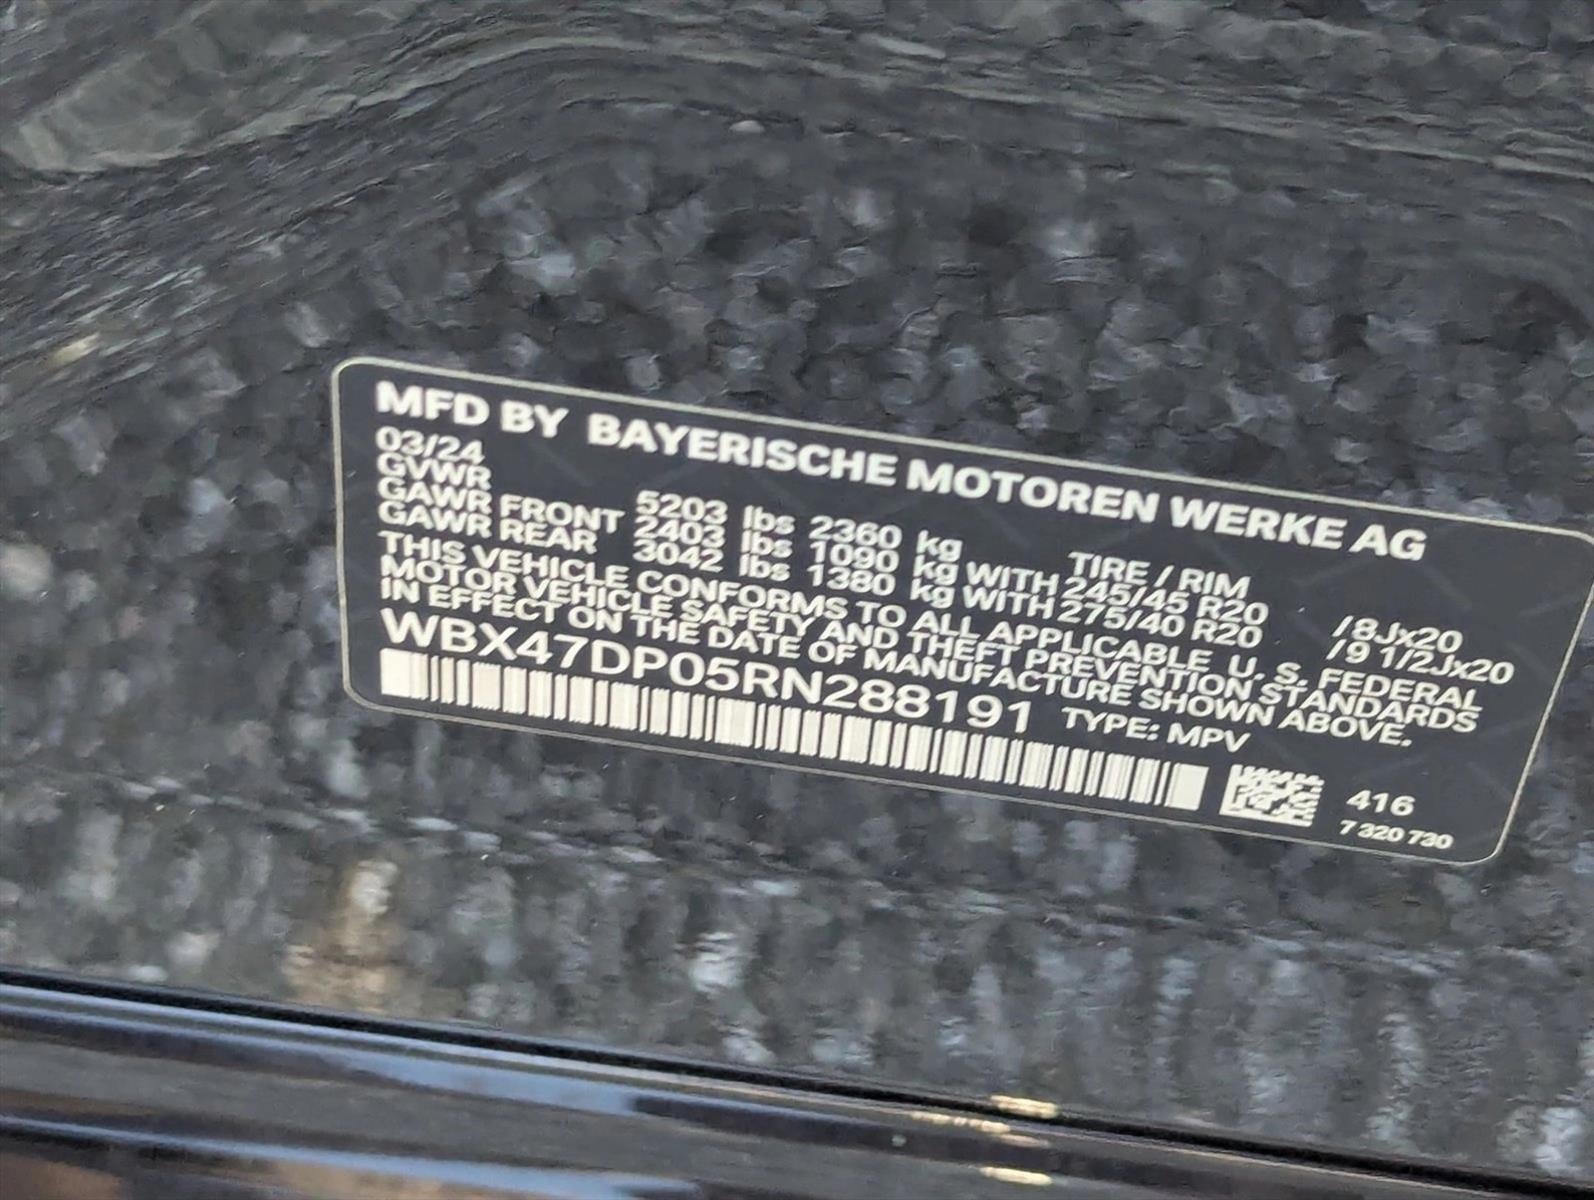 MFD BY BAYERISCHE MOTOREN WERKE AG
03/24
GVWR 5203 lbs 2360 kg TIRE / RIM
GAWR FRONT 2403 lbs 1090 kg WITH 245/45 R20 /8Jx20
GAWR REAR 3042 lbs 1380 kg WITH 275/40 R20 /9 1/2Jx20
THIS VEHICLE CONFORMS TO ALL APPLICABLE U. S. FEDERAL
MOTOR VEHICLE SAFETY AND THEFT PREVENTION STANDARDS
IN EFFECT ON THE DATE OF MANUFACTURE SHOWN ABOVE.
WBX47DP05RN288191 TYPE: MPV
416
7 320 730